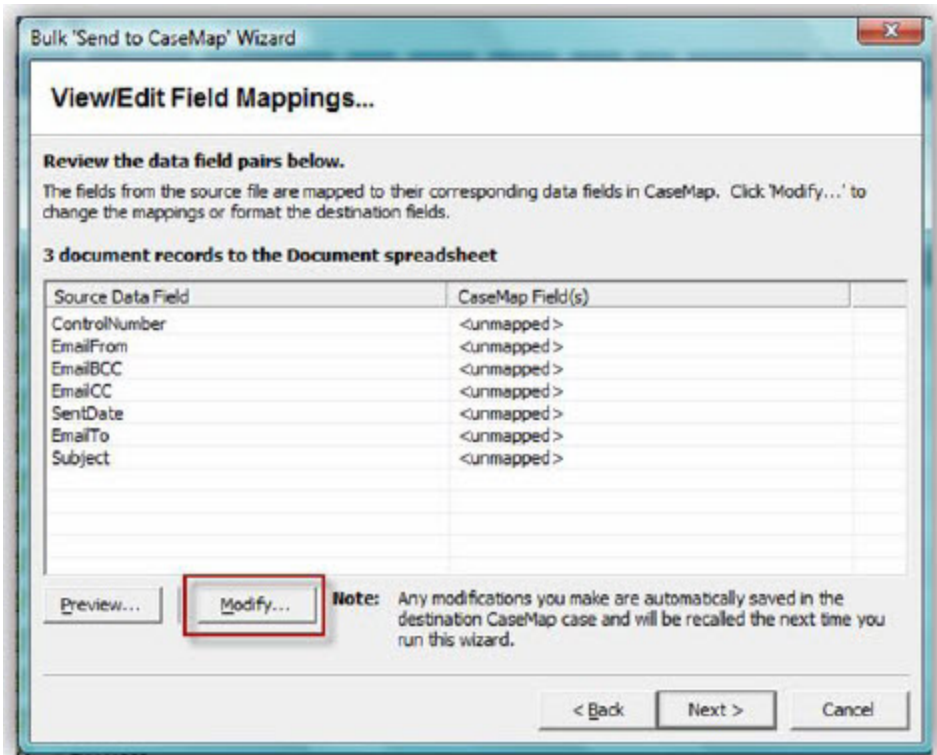 Bulk 'Send to CaseMap' Wizard
View/Edit Field Mappings...
Review the data field pairs below.
The fields from the source file are mapped to their corresponding data fields in CaseMap. Click 'Modify...' to
change the mappings or format the destination fields.
3 document records to the Document spreadsheet
Source Data Field CaseMap Field(s)
ControlNumber <unmapped>
EmailFrom <unmapped>
EmailBCC <unmapped>
EmailCC <unmapped>
SentDate <unmapped>
EmailTo <unmapped>
Subject <unmapped>
Preview... Modify... Note: Any modifications you make are automatically saved in the
destination CaseMap case and will be recalled the next time you
run this wizard.
< Back Next > Cancel